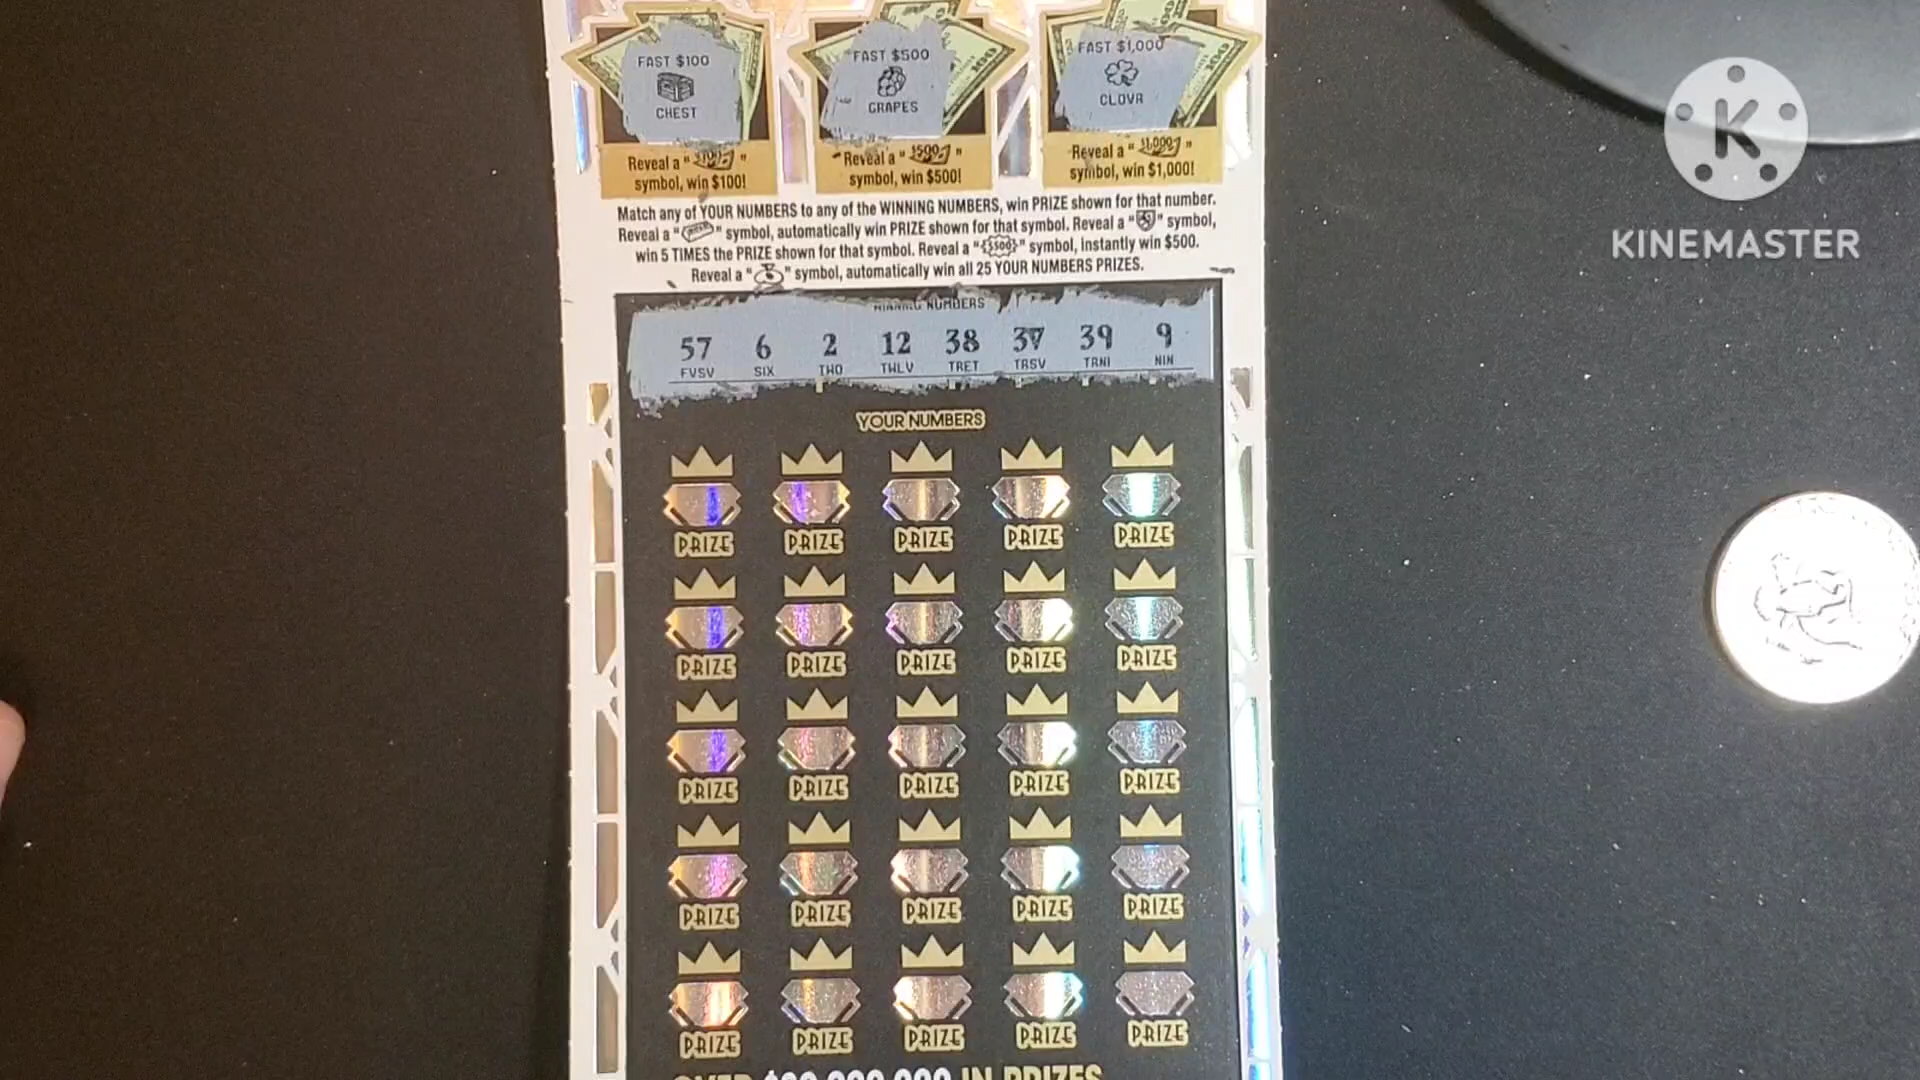 FAST $100
CHEST
FAST $500
GRAPES
FAST $1,000
CLOVR
Reveal a " $100 "
symbol, win $100!
Reveal a " $500 "
symbol, win $500!
Reveal a " $1,000 "
symbol, win $1,000!
KINEMASTER
Match any of YOUR NUMBERS to any of the WINNING NUMBERS, win PRIZE shown for that number.
Reveal a " " symbol, automatically win PRIZE shown for that symbol. Reveal a " " symbol,
win 5 TIMES the PRIZE shown for that symbol. Reveal a " $500 " symbol, instantly win $500.
Reveal a " " symbol, automatically win all 25 YOUR NUMBERS PRIZES.
WINNING NUMBERS
57 6 2 12 38 37 39 9
FVSV SIX TWO TWLV TRET TRSV TRNI NIN
YOUR NUMBERS
PRIZE PRIZE PRIZE PRIZE PRIZE
PRIZE PRIZE PRIZE PRIZE PRIZE
PRIZE PRIZE PRIZE PRIZE PRIZE
PRIZE PRIZE PRIZE PRIZE PRIZE
PRIZE PRIZE PRIZE PRIZE PRIZE
IN PRIZES